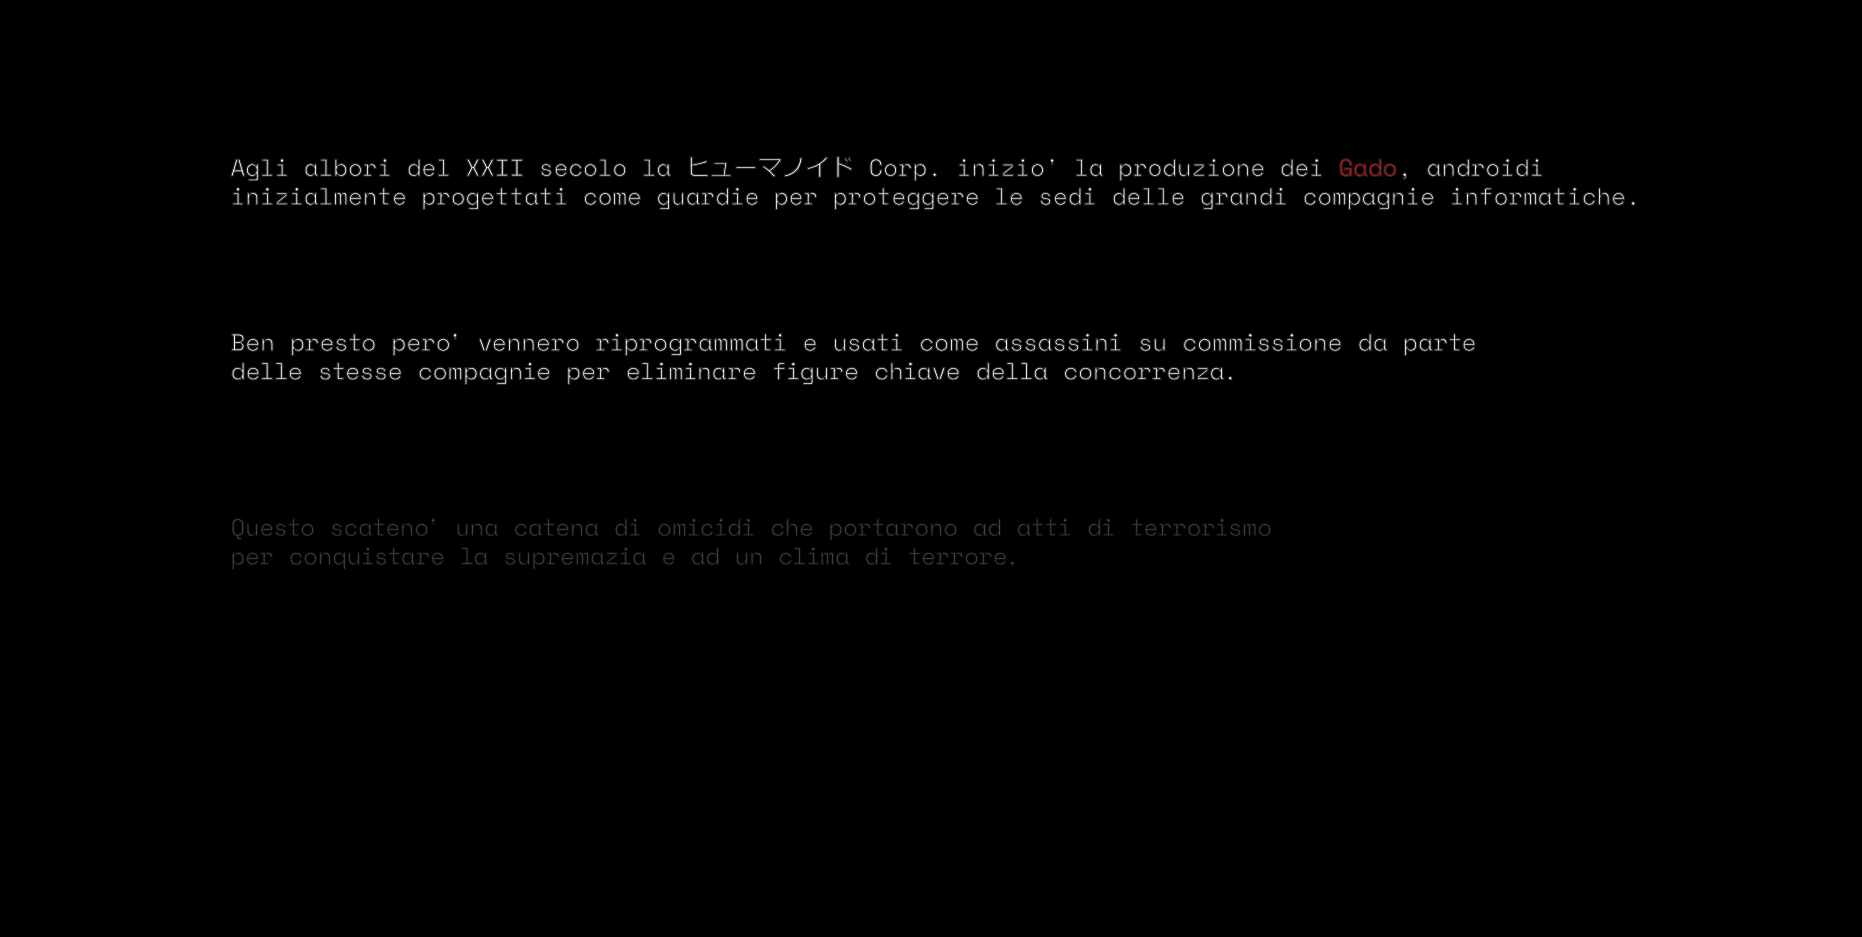 Agli albori del XXII secolo la ヒューマノイド Corp. inizio' la produzione dei Gado, androidi
inizialmente progettati come guardie per proteggere le sedi delle grandi compagnie informatiche.
Ben presto pero' vennero riprogrammati e usati come assassini su commissione da parte
delle stesse compagnie per eliminare figure chiave della concorrenza.
Questo scateno' una catena di omicidi che portarono ad atti di terrorismo
per conquistare la supremazia e ad un clima di terrore.